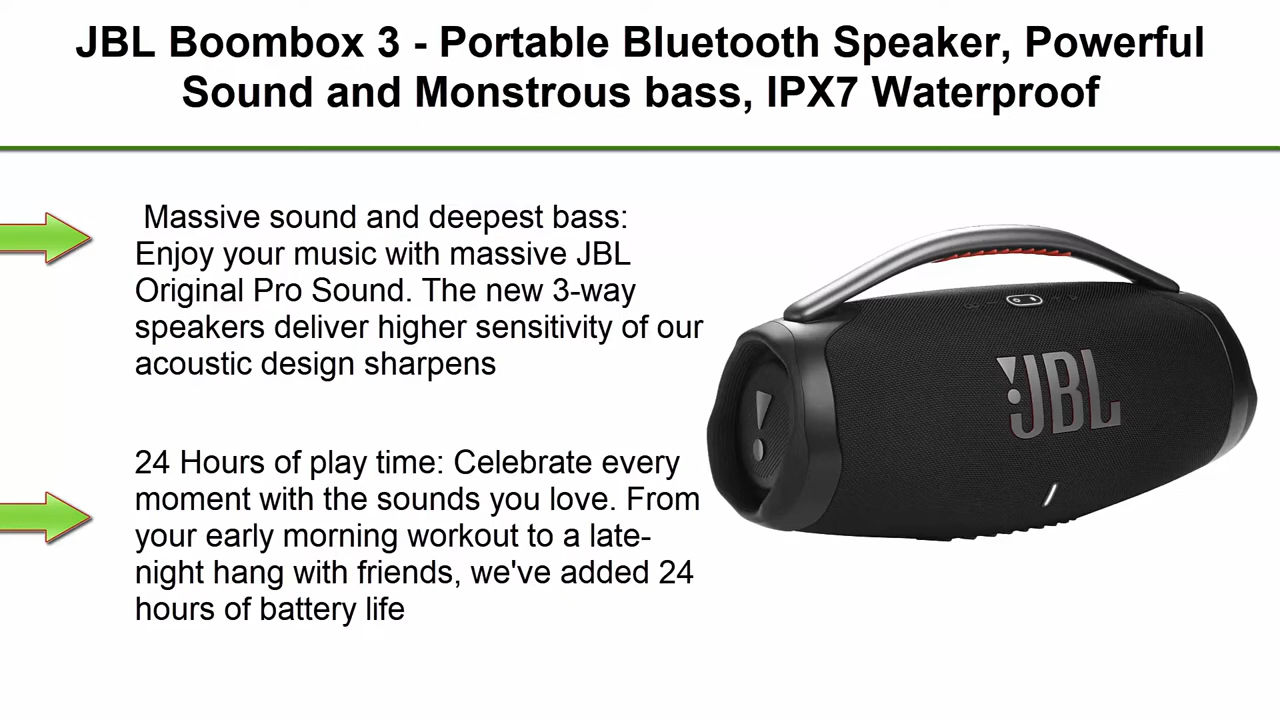 JBL Boombox 3 - Portable Bluetooth Speaker, Powerful
Sound and Monstrous bass, IPX7 Waterproof
Massive sound and deepest bass:
Enjoy your music with massive JBL
Original Pro Sound. The new 3-way
speakers deliver higher sensitivity of our
acoustic design sharpens
24 Hours of play time: Celebrate every
moment with the sounds you love. From
your early morning workout to a late-
night hang with friends, we've added 24
hours of battery life
JBL